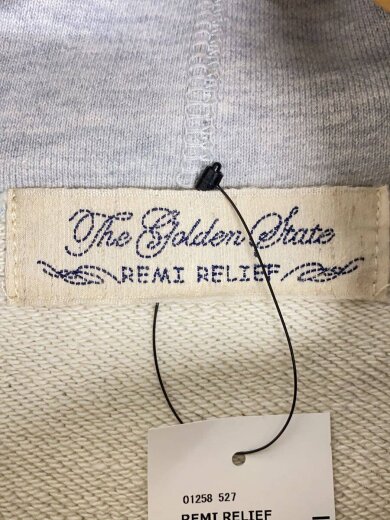 The Golden State
REMI RELIEF
01258 527
REMI RELIEF